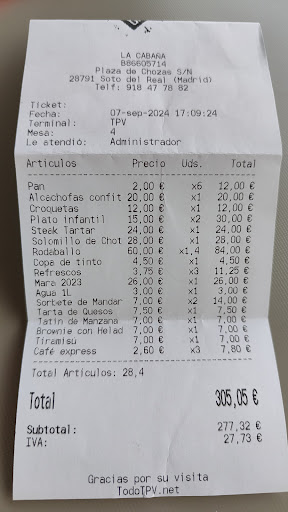 LA CABAÑA
B86605714
Plaza de Chozas S/N
28791 Soto del Real (Madrid)
Telf: 918 47 78 82
Ticket:
Fecha: 07-sep-2024 17:09:24
Terminal: TPV
Mesa: 4
Le atendió: Administrador
Articulos Precio Uds. Total
Pan 2,00 € x6 12,00 €
Alcachofas confit 20,00 € x1 20,00 €
Croquetas 12,00 € x1 12,00 €
Plato infantil 15,00 € x2 30,00 €
Steak Tartar 24,00 € x1 24,00 €
Solomillo de Chot 28,00 € x1 28,00 €
Rodaballo 60,00 € x1,4 84,00 €
Copa de tinto 4,50 € x1 4,50 €
Refrescos 3,75 € x3 11,25 €
Mara 2023 26,00 € x1 26,00 €
Agua 1L 3,00 € x1 3,00 €
Sorbete de Mandar 7,00 € x2 14,00 €
Tarta de Quesos 7,50 € x1 7,50 €
Tatin de Manzana 7,00 € x1 7,00 €
Brownie con Helad 7,00 € x1 7,00 €
Tiramisu 7,00 € x1 7,00 €
Café express 2,60 € x3 7,80 €
Total Artículos: 28,4
Total 305,05 €
Subtotal: 277,32 €
IVA: 27,73 €
Gracias por su visita
TodoTPV.net